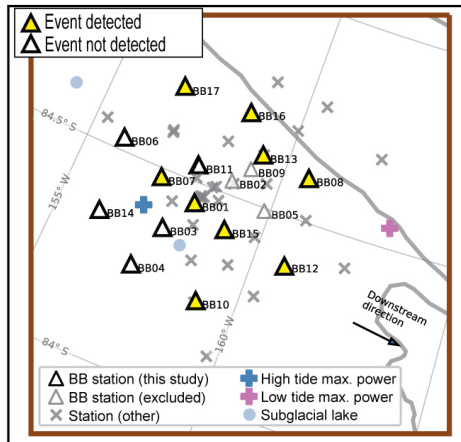 Event detected
Event not detected
BB17
BB16
84.5° S
BB06
BB13
BB11
BB09
BB07
BB02
BB08
155° W
BB14
BB01
BB05
BB03
BB15
BB04
BB12
BB10
Downstream
direction
84° S
160° W
BB station (this study)
BB station (excluded)
Station (other)
High tide max. power
Low tide max. power
Subglacial lake